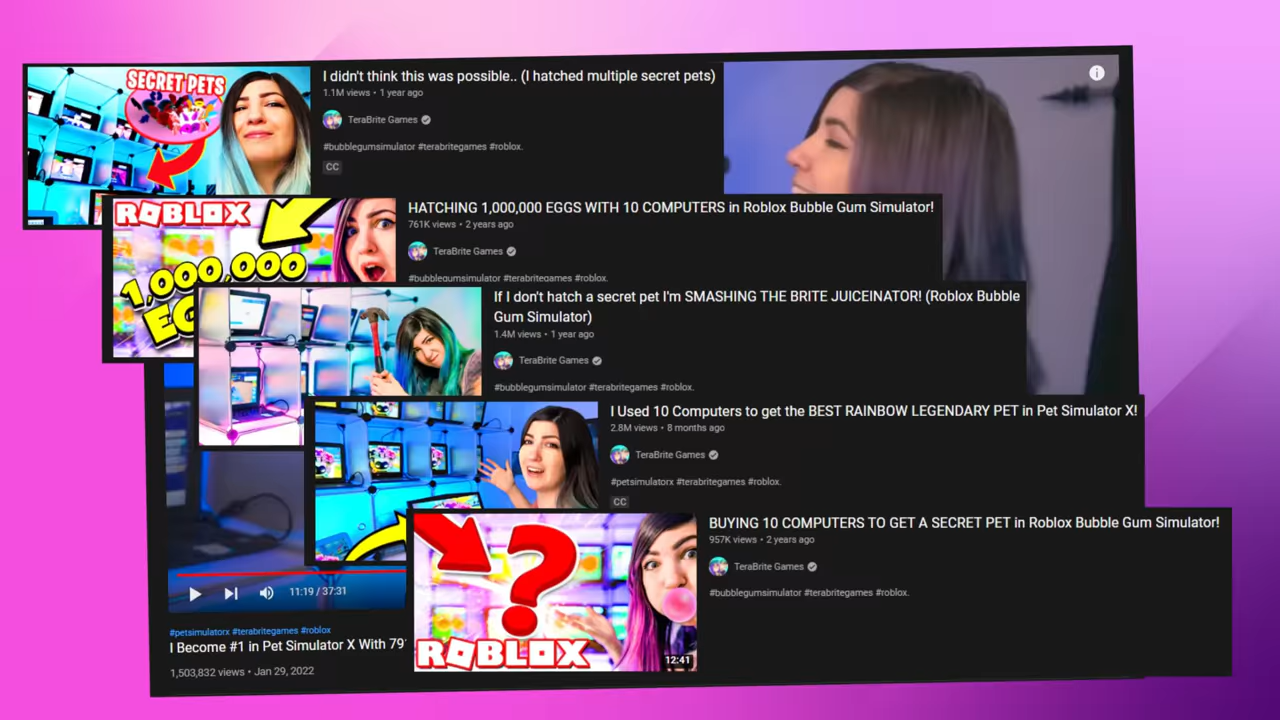 SECRET PETS
I didn't think this was possible.. (I hatched multiple secret pets)
1.1M views • 1 year ago
TeraBrite Games
#bubblegumsimulator #terabritegames #roblox.
CC
ROBLOX
1,000,000
HATCHING 1,000,000 EGGS WITH 10 COMPUTERS in Roblox Bubble Gum Simulator!
761K views • 2 years ago
TeraBrite Games
#bubblegumsimulator #terabritegames #roblox.
If I don't hatch a secret pet I'm SMASHING THE BRITE JUICEINATOR! (Roblox Bubble
Gum Simulator)
1.4M views • 1 year ago
TeraBrite Games
#bubblegumsimulator #terabritegames #roblox.
I Used 10 Computers to get the BEST RAINBOW LEGENDARY PET in Pet Simulator X!
2.8M views • 8 months ago
TeraBrite Games
#petsimulatorx #terabritegames #roblox.
CC
?
ROBLOX
12:41
BUYING 10 COMPUTERS TO GET A SECRET PET in Roblox Bubble Gum Simulator!
957K views • 2 years ago
TeraBrite Games
#bubblegumsimulator #terabritegames #roblox.
11:19 / 37:31
#petsimulatorx #terabritegames #roblox
I Become #1 in Pet Simulator X With 79
1,503,832 views • Jan 29, 2022